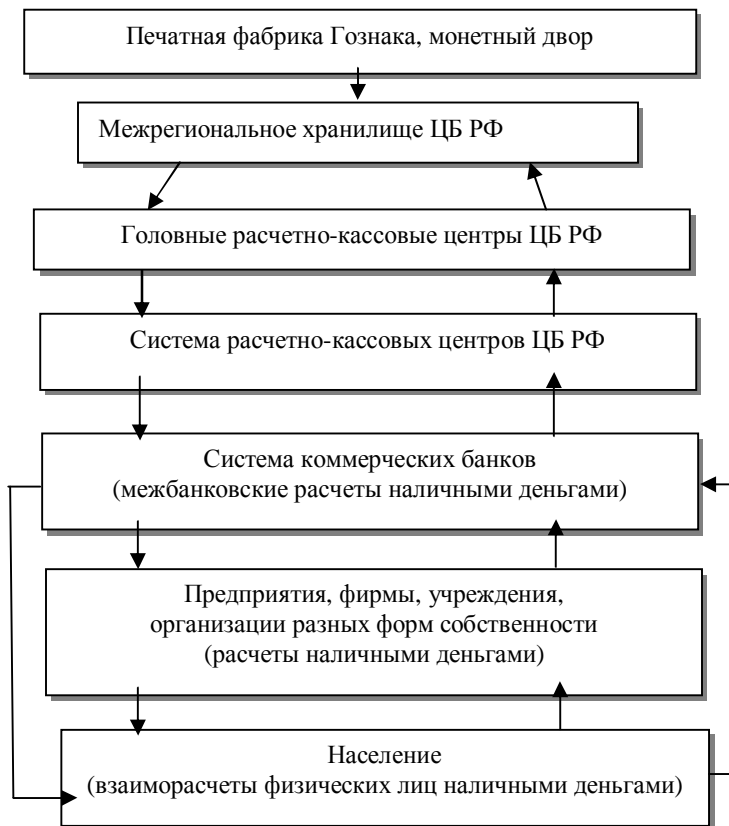 Печатная фабрика Гознака, монетный двор
Межрегиональное хранилище ЦБ РФ
Головные расчетно-кассовые центры ЦБ РФ
Система расчетно-кассовых центров ЦБ РФ
Система коммерческих банков
(межбанковские расчеты наличными деньгами)
Предприятия, фирмы, учреждения,
организации разных форм собственности
(расчеты наличными деньгами)
Население
(взаиморасчеты физических лиц наличными деньгами)